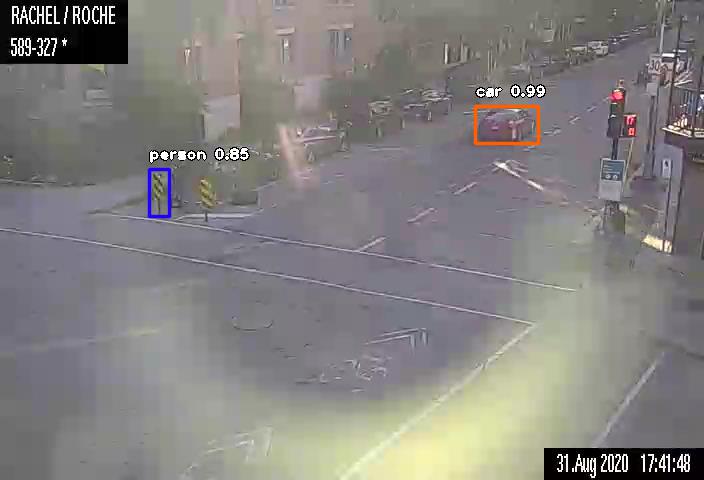 RACHEL / ROCHE
589-327 *
car 0.99
person 0.85
31.Aug 2020 17:41:48